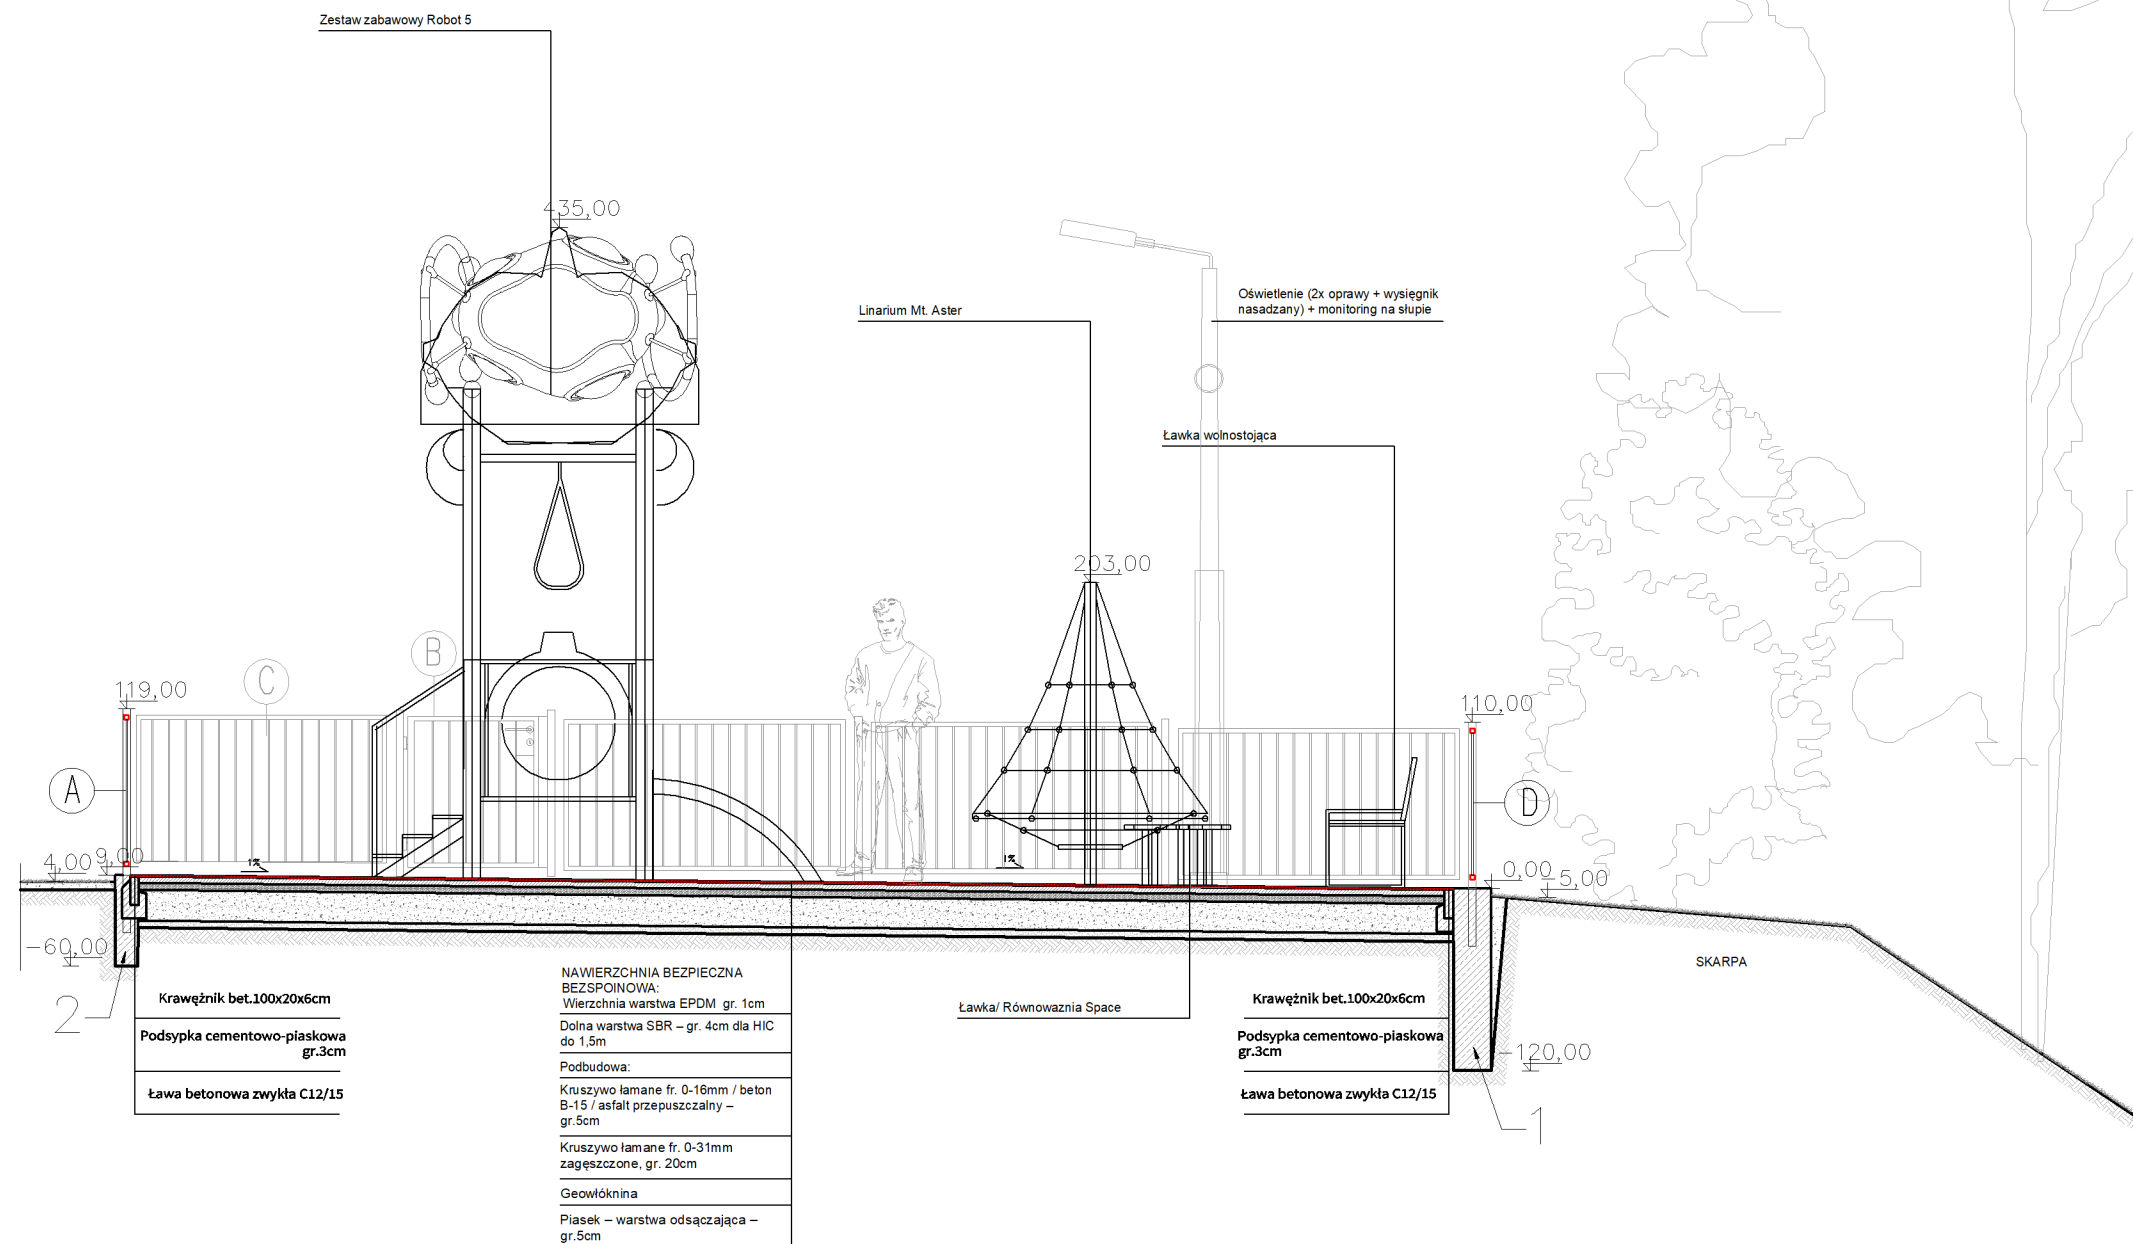 Zestaw zabawowy Robot 5
435,00
Linarium Mt. Aster
Oświetlenie (2x oprawy + wysięgnik
nasadzany) + monitoring na słupie
Ławka wolnostojąca
203,00
B
C
119,00
110,00
A
D
4,00
9,00
1%
1%
0,00
-5,00
-60,00
SKARPA
2
Krawężnik bet.100x20x6cm
Podsypka cementowo-piaskowa
gr.3cm
Ława betonowa zwykła C12/15
NAWIERZCHNIA BEZPIECZNA
BEZSPOINOWA:
Wierzchnia warstwa EPDM gr. 1cm
Dolna warstwa SBR – gr. 4cm dla HIC
do 1,5m
Podbudowa:
Kruszywo łamane fr. 0-16mm / beton
B-15 / asfalt przepuszczalny –
gr.5cm
Kruszywo łamane fr. 0-31mm
zagęszczone, gr. 20cm
Geowłóknina
Piasek – warstwa odsączająca –
gr.5cm
Ławka/ Równowaznia Space
Krawężnik bet.100x20x6cm
Podsypka cementowo-piaskowa
gr.3cm
Ława betonowa zwykła C12/15
-120,00
1